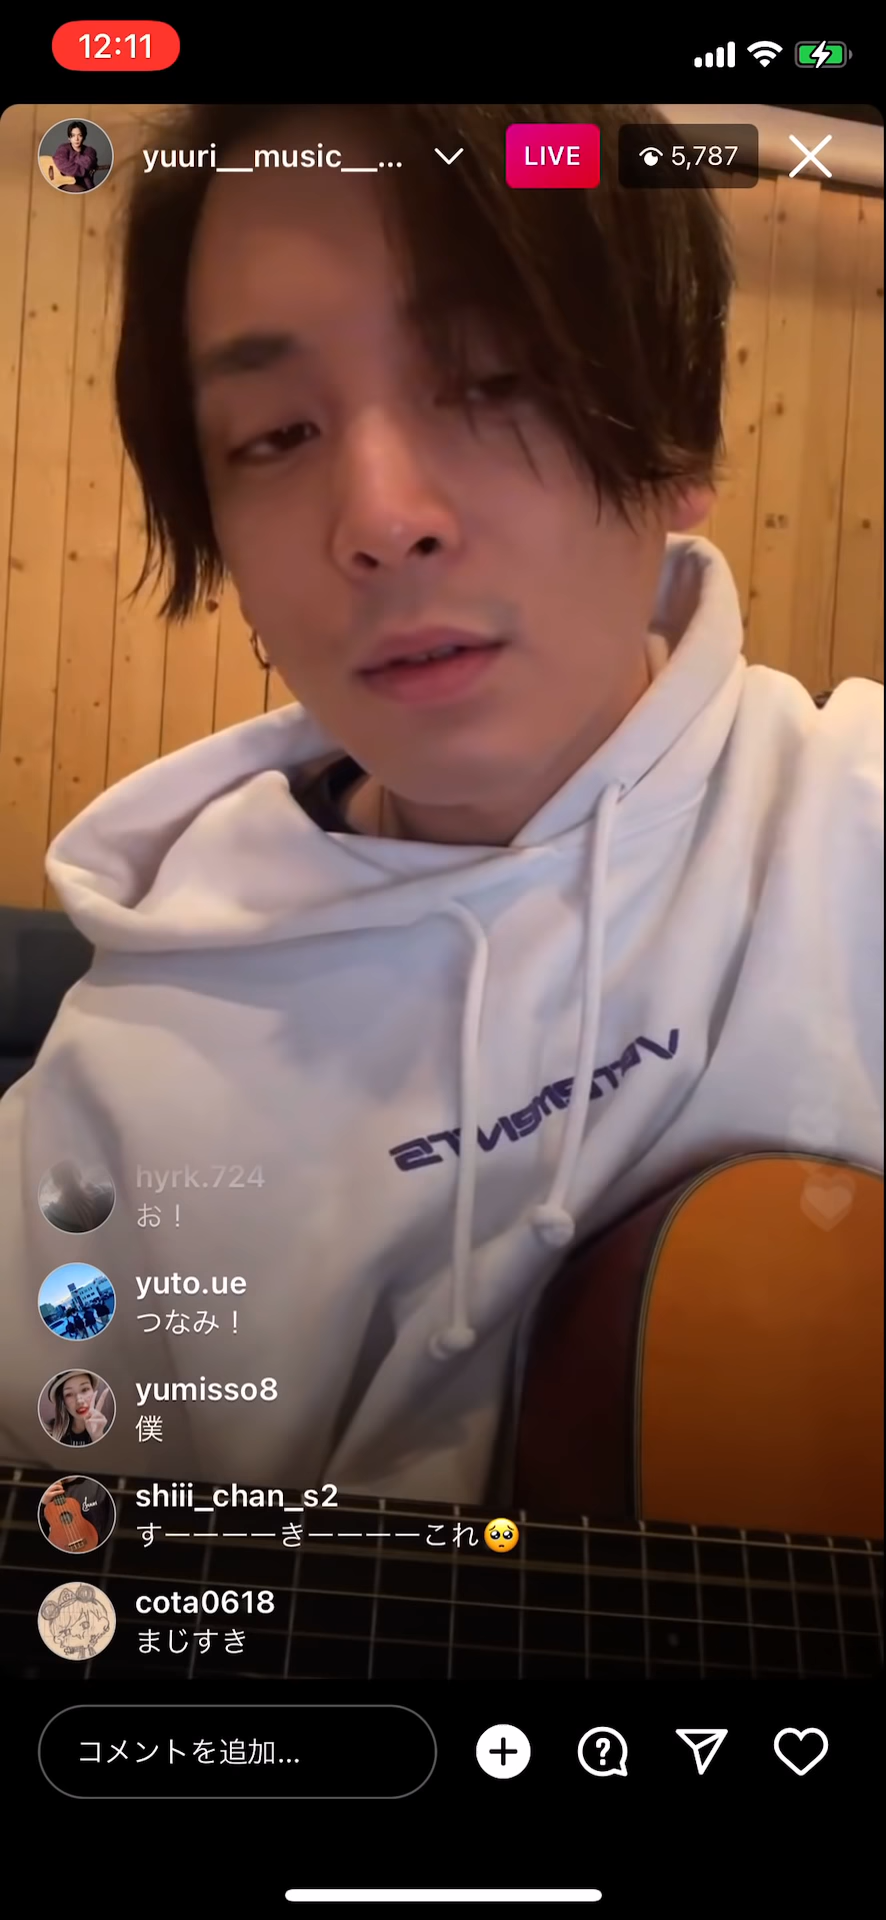 12:11
yuuri__music__...
LIVE
5,787
VETEMENTS
hyrk.724
お！
yuto.ue
つなみ！
yumisso8
僕
shiii_chan_s2
すーーーーきーーーーこれ🥺
cota0618
まじすき
コメントを追加...